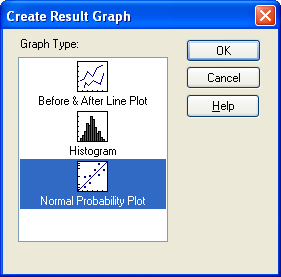 Create Result Graph
Graph Type:
OK
Before & After Line Plot
Cancel
Help
Histogram
Normal Probability Plot